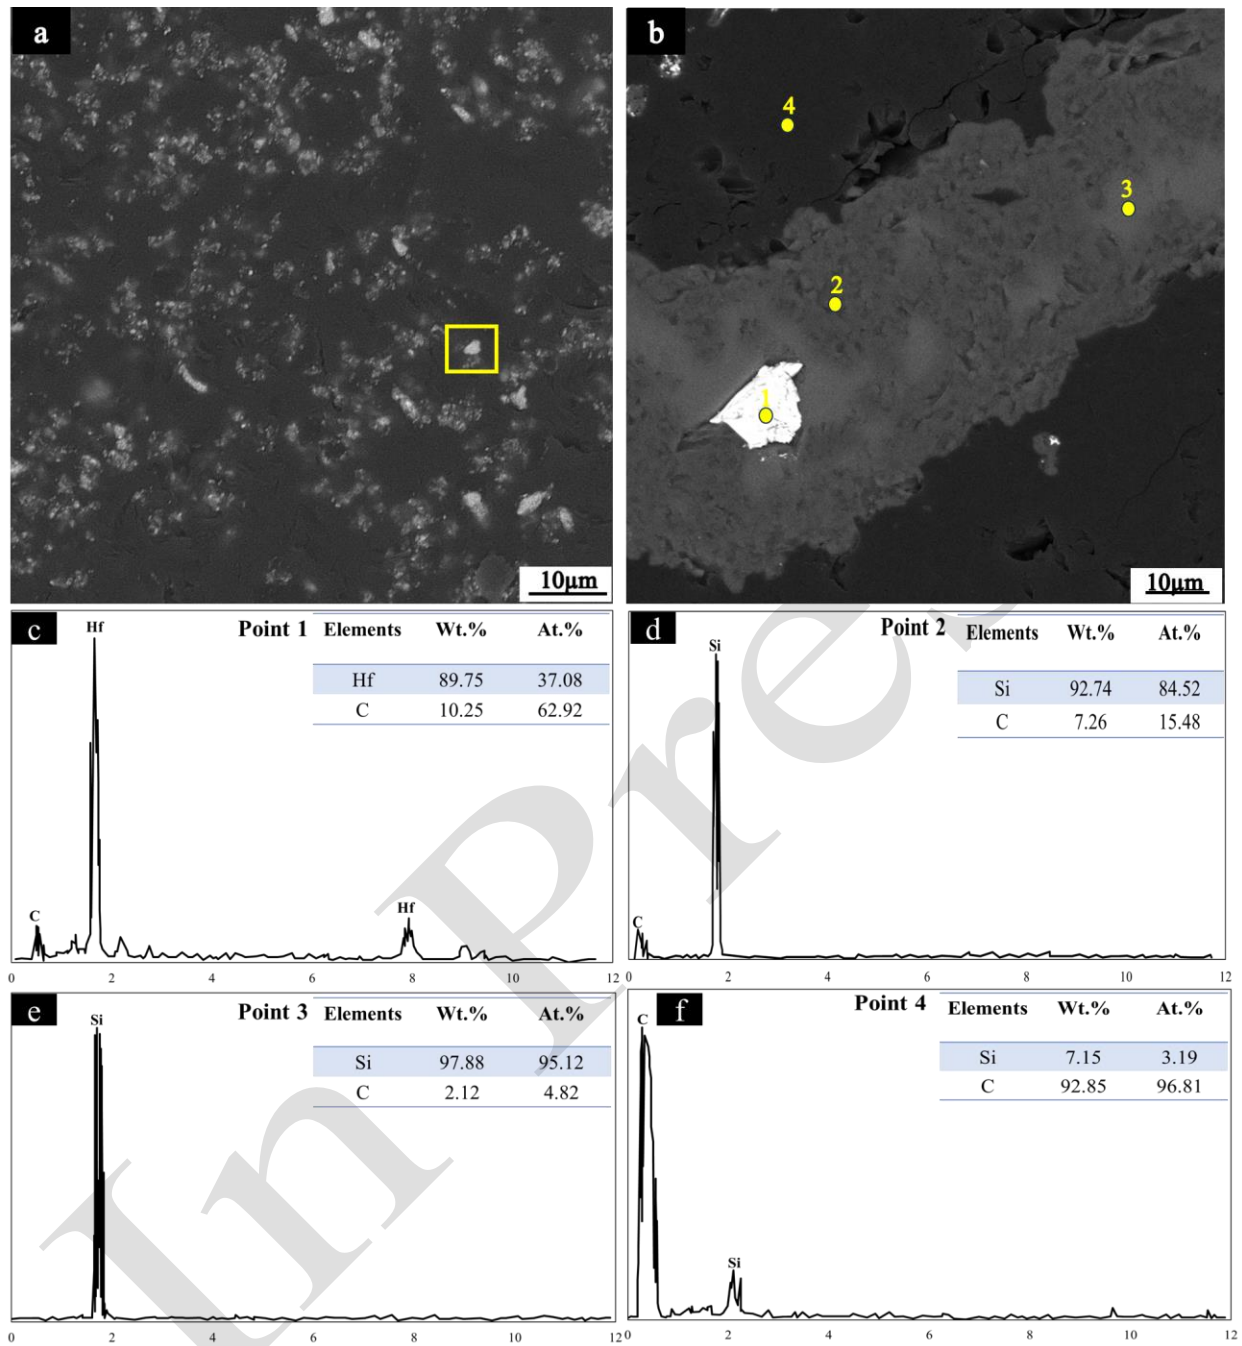 a
10μm
b
4
3
2
1
10μm
c
Hf
Point 1
Elements Wt.% At.%
Hf 89.75 37.08
C 10.25 62.92
C
Hf
0 2 4 6 8 10 12
d
Si
Point 2
Elements Wt.% At.%
Si 92.74 84.52
C 7.26 15.48
C
2 4 6 8 10 12
e
Si
Point 3
Elements Wt.% At.%
Si 97.88 95.12
C 2.12 4.82
0 2 4 6 8 10 12
C
f
Point 4
Elements Wt.% At.%
Si 7.15 3.19
C 92.85 96.81
Si
0 2 4 6 8 10 12
In Press